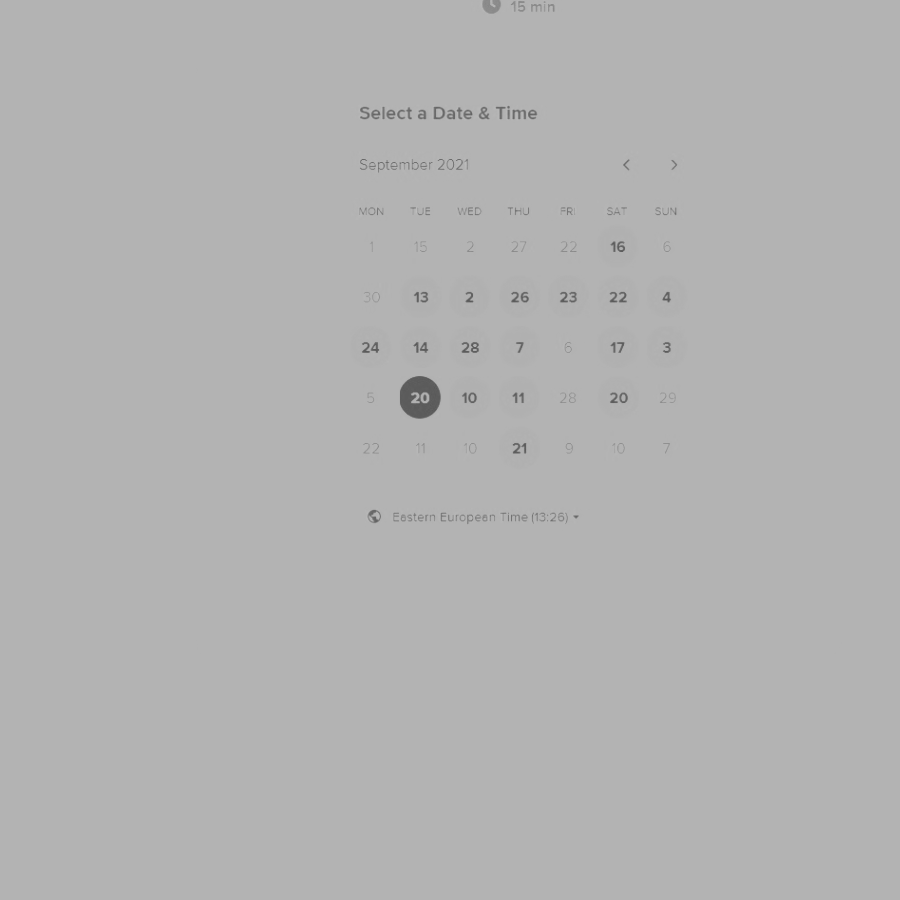 15 min
Select a Date & Time
September 2021
MON TUE WED THU FRI SAT SUN
1 15 2 27 22 16 6
30 13 2 26 23 22 4
24 14 28 7 6 17 3
5 20 10 11 28 20 29
22 11 10 21 9 10 7
Eastern European Time (13:26)